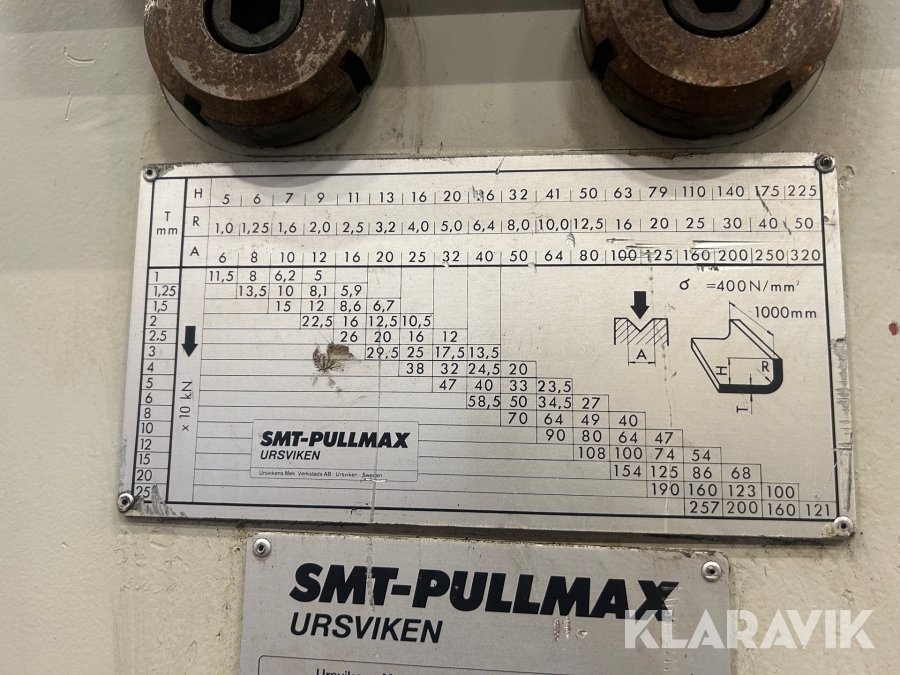 H 5 6 7 9 11 13 16 20 26 32 41 50 63 79 110 140 175 225
T mm
R 1,0 1,25 1,6 2,0 2,5 3,2 4,0 5,0 6,4 8,0 10,0 12,5 16 20 25 30 40 50
A 6 8 10 12 16 20 25 32 40 50 64 80 100 125 160 200 250 320
1 11,5 8 6,2 5
1,25 13,5 10 8,1 5,9
1,5 15 12 8,6 6,7
2 22,5 16 12,5 10,5
2.5 26 20 16 12
3 29,5 25 17,5 13,5
4 38 32 24,5 20
5 47 40 33 23,5
6 58,5 50 34,5 27
8 70 64 49 40
10 90 80 64 47
12 108 100 74 54
15 154 125 86 68
20 190 160 123 100
25 257 200 160 121
x 10 kN
σ =400N/mm²
1000mm
A
H
R
T
SMT-PULLMAX
URSVIKEN
Ursvikens Mek. Verkstads AB. Ursviken Sweden
SMT-PULLMAX
URSVIKEN
KLARAVIK